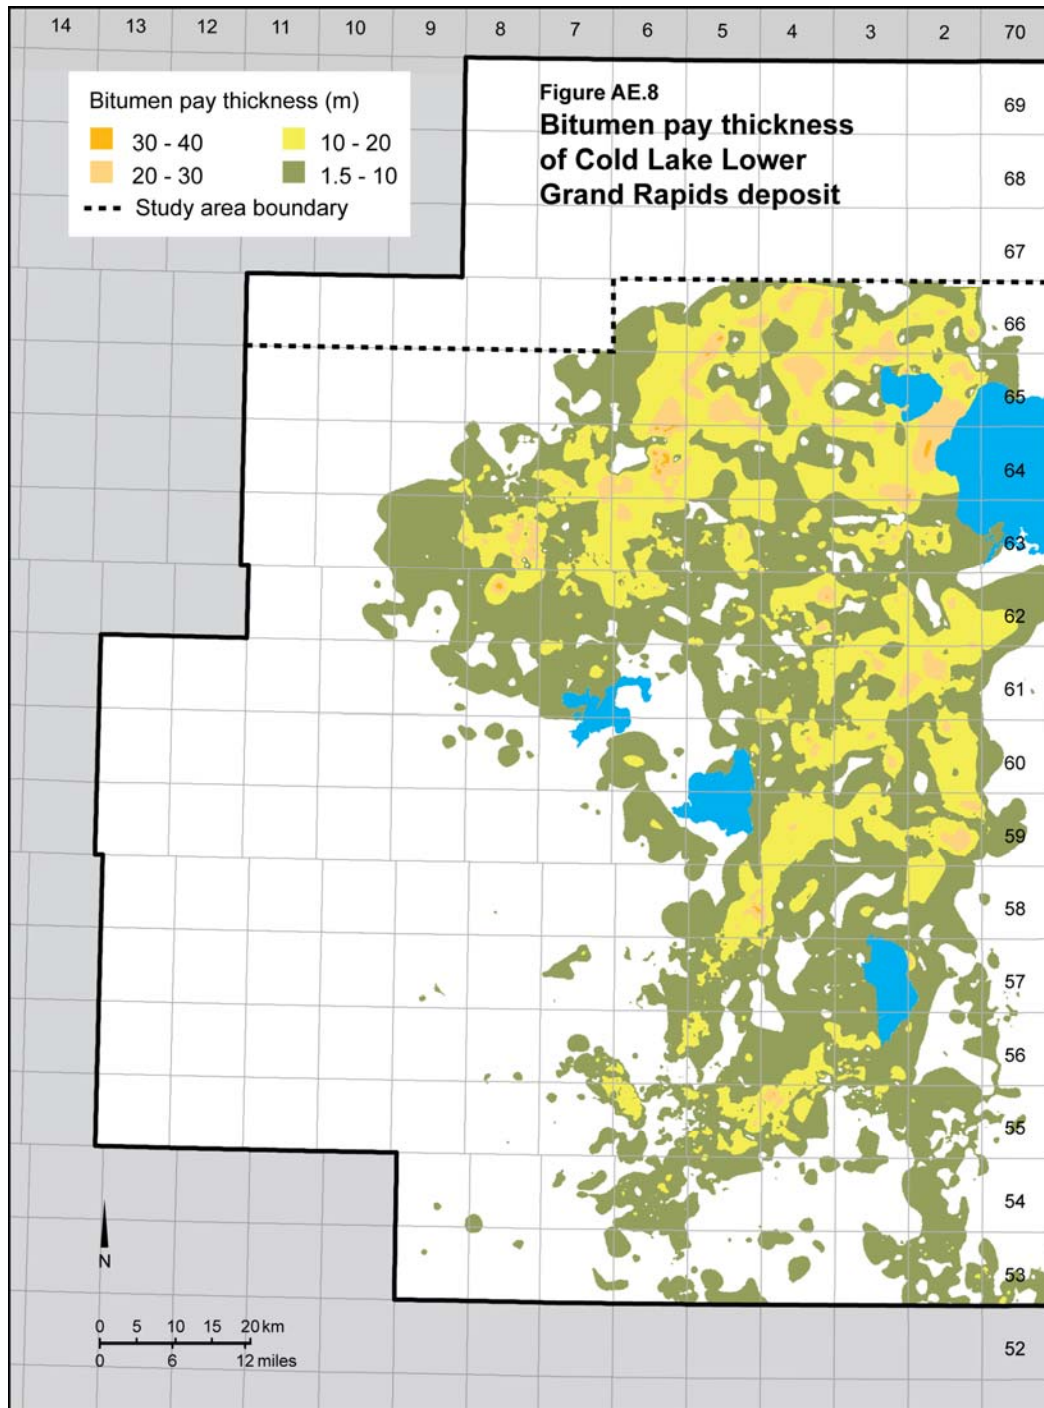 14 13 12 11 10 9 8 7 6 5 4 3 2 70
Bitumen pay thickness (m)
30 - 40 10 - 20
20 - 30 1.5 - 10
Study area boundary
Figure AE.8
Bitumen pay thickness
of Cold Lake Lower
Grand Rapids deposit
69
68
67
66
65
64
63
62
61
60
59
58
57
56
55
54
53
52
N
0 5 10 15 20 km
0 6 12 miles